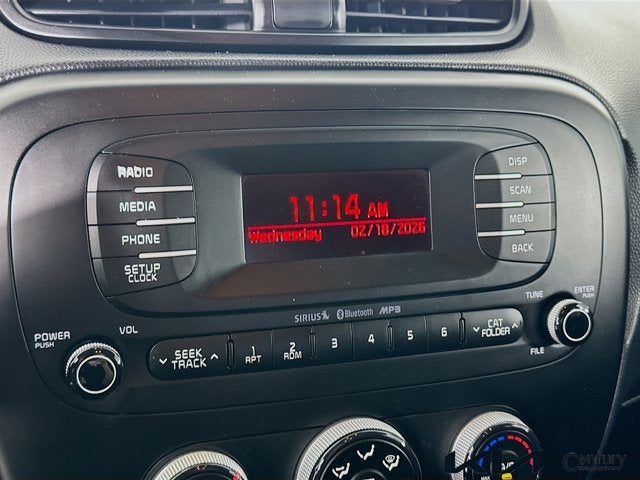 RADIO
MEDIA
PHONE
SETUP
CLOCK
11:14 AM
Wednesday 02/18/2026
DISP
SCAN
MENU
BACK
SIRIUS Bluetooth MP3
POWER
PUSH
VOL
SEEK
TRACK
1
RPT
2
RDM
3
4
5
6
CAT
FOLDER
TUNE
ENTER
PUSH
FILE
Century